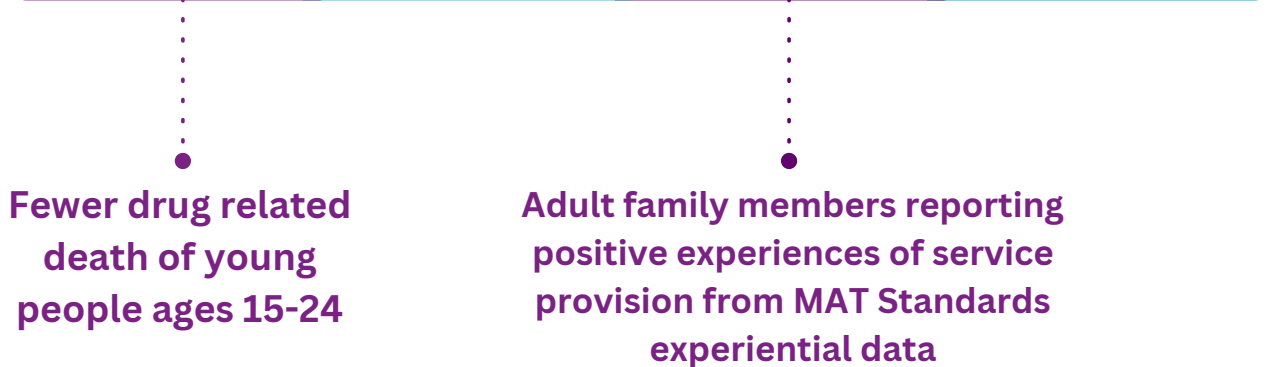 Fewer drug related
death of young
people ages 15-24
Adult family members reporting
positive experiences of service
provision from MAT Standards
experiential data